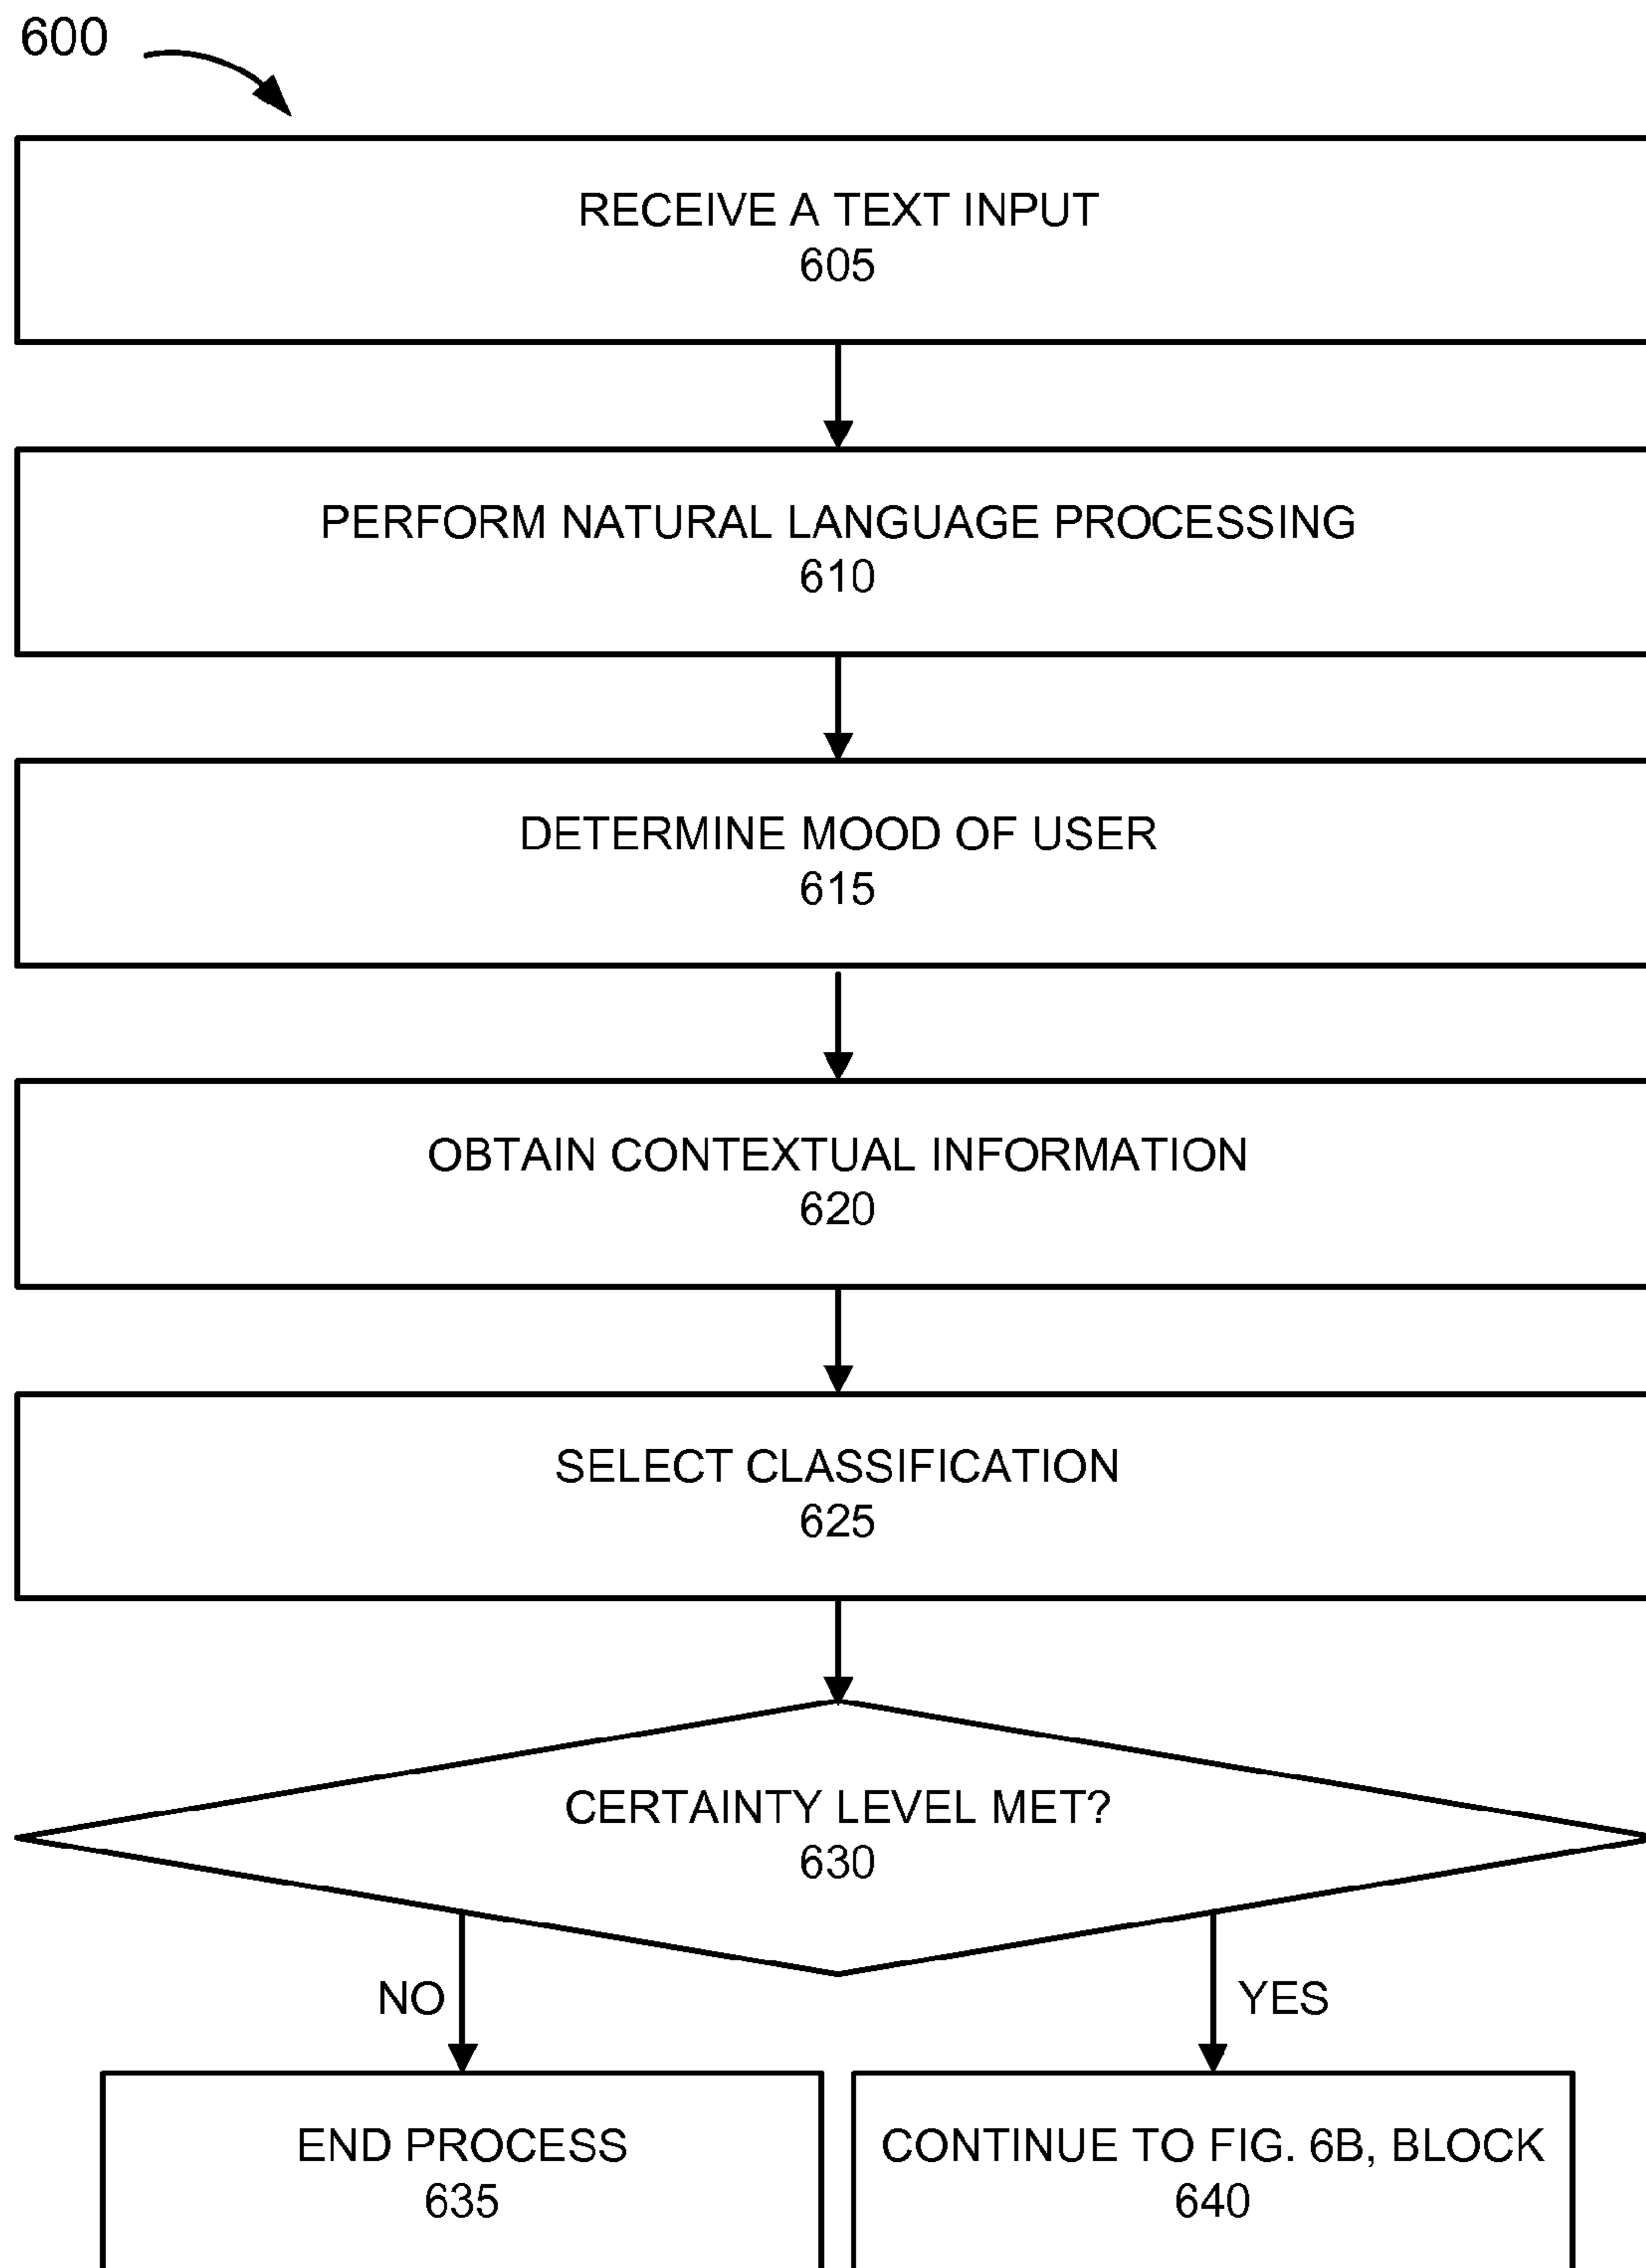 600
RECEIVE A TEXT INPUT
605
PERFORM NATURAL LANGUAGE PROCESSING
610
DETERMINE MOOD OF USER
615
OBTAIN CONTEXTUAL INFORMATION
620
SELECT CLASSIFICATION
625
CERTAINTY LEVEL MET?
630
NO
YES
END PROCESS
635
CONTINUE TO FIG. 6B, BLOCK
640